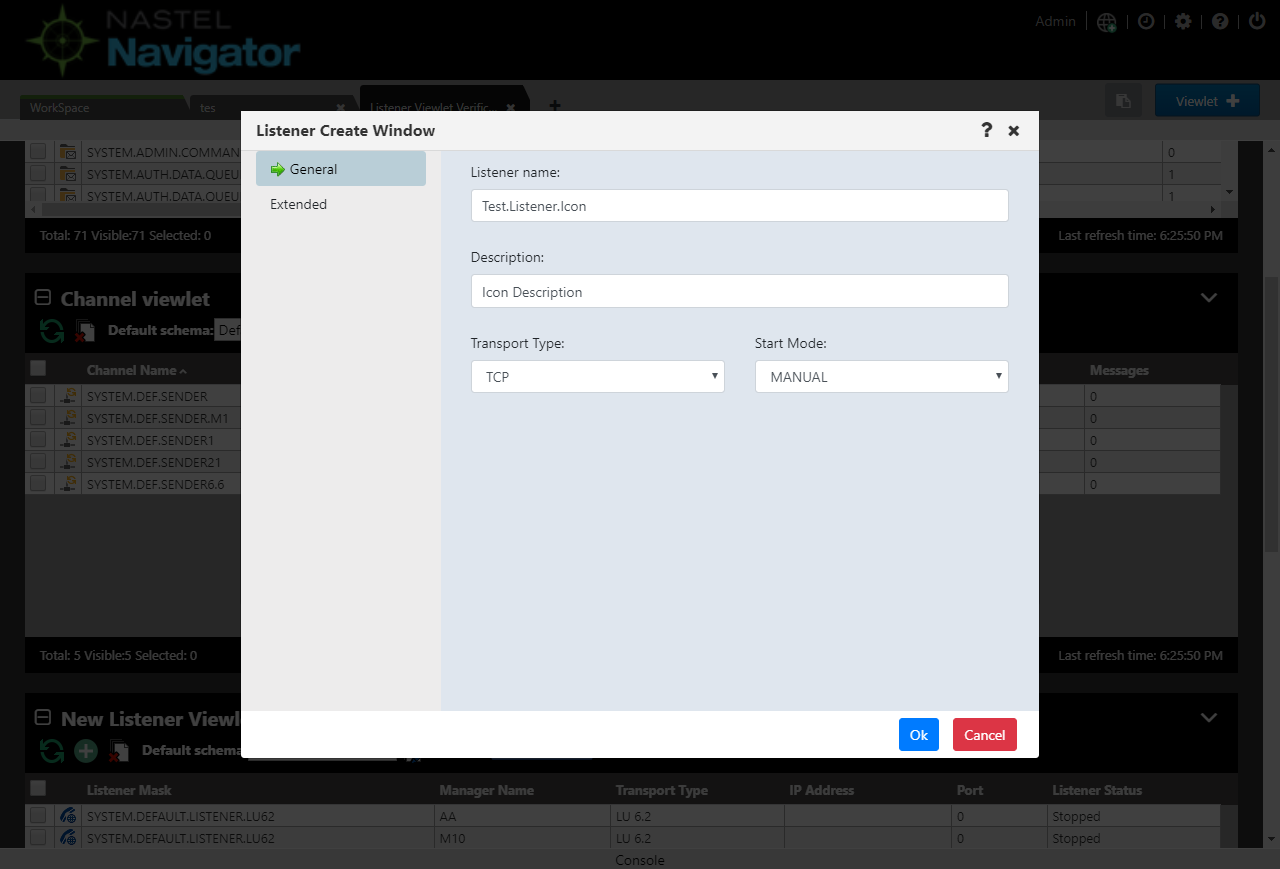 NASTEL
Navigator
Admin
WorkSpace
tes
Listener Viewlet Verific...
Viewlet
SYSTEM.ADMIN.COMMAN
0
SYSTEM.AUTH.DATA.QUEU
1
SYSTEM.AUTH.DATA.QUEU
1
Total: 71 Visible:71 Selected: 0
Last refresh time: 6:25:50 PM
Listener Create Window
General
Extended
Listener name:
Test.Listener.Icon
Description:
Icon Description
Transport Type:
Start Mode:
TCP
MANUAL
Ok
Cancel
Channel viewlet
Default schema: Def
Channel Name
Messages
SYSTEM.DEF.SENDER
0
SYSTEM.DEF.SENDER.M1
0
SYSTEM.DEF.SENDER1
0
SYSTEM.DEF.SENDER21
0
SYSTEM.DEF.SENDER6.6
0
Total: 5 Visible:5 Selected: 0
Last refresh time: 6:25:50 PM
New Listener Viewl
Default schema
Listener Mask Manager Name Transport Type IP Address Port Listener Status
SYSTEM.DEFAULT.LISTENER.LU62 AA LU 6.2 0 Stopped
SYSTEM.DEFAULT.LISTENER.LU62 M10 LU 6.2 0 Stopped
Console